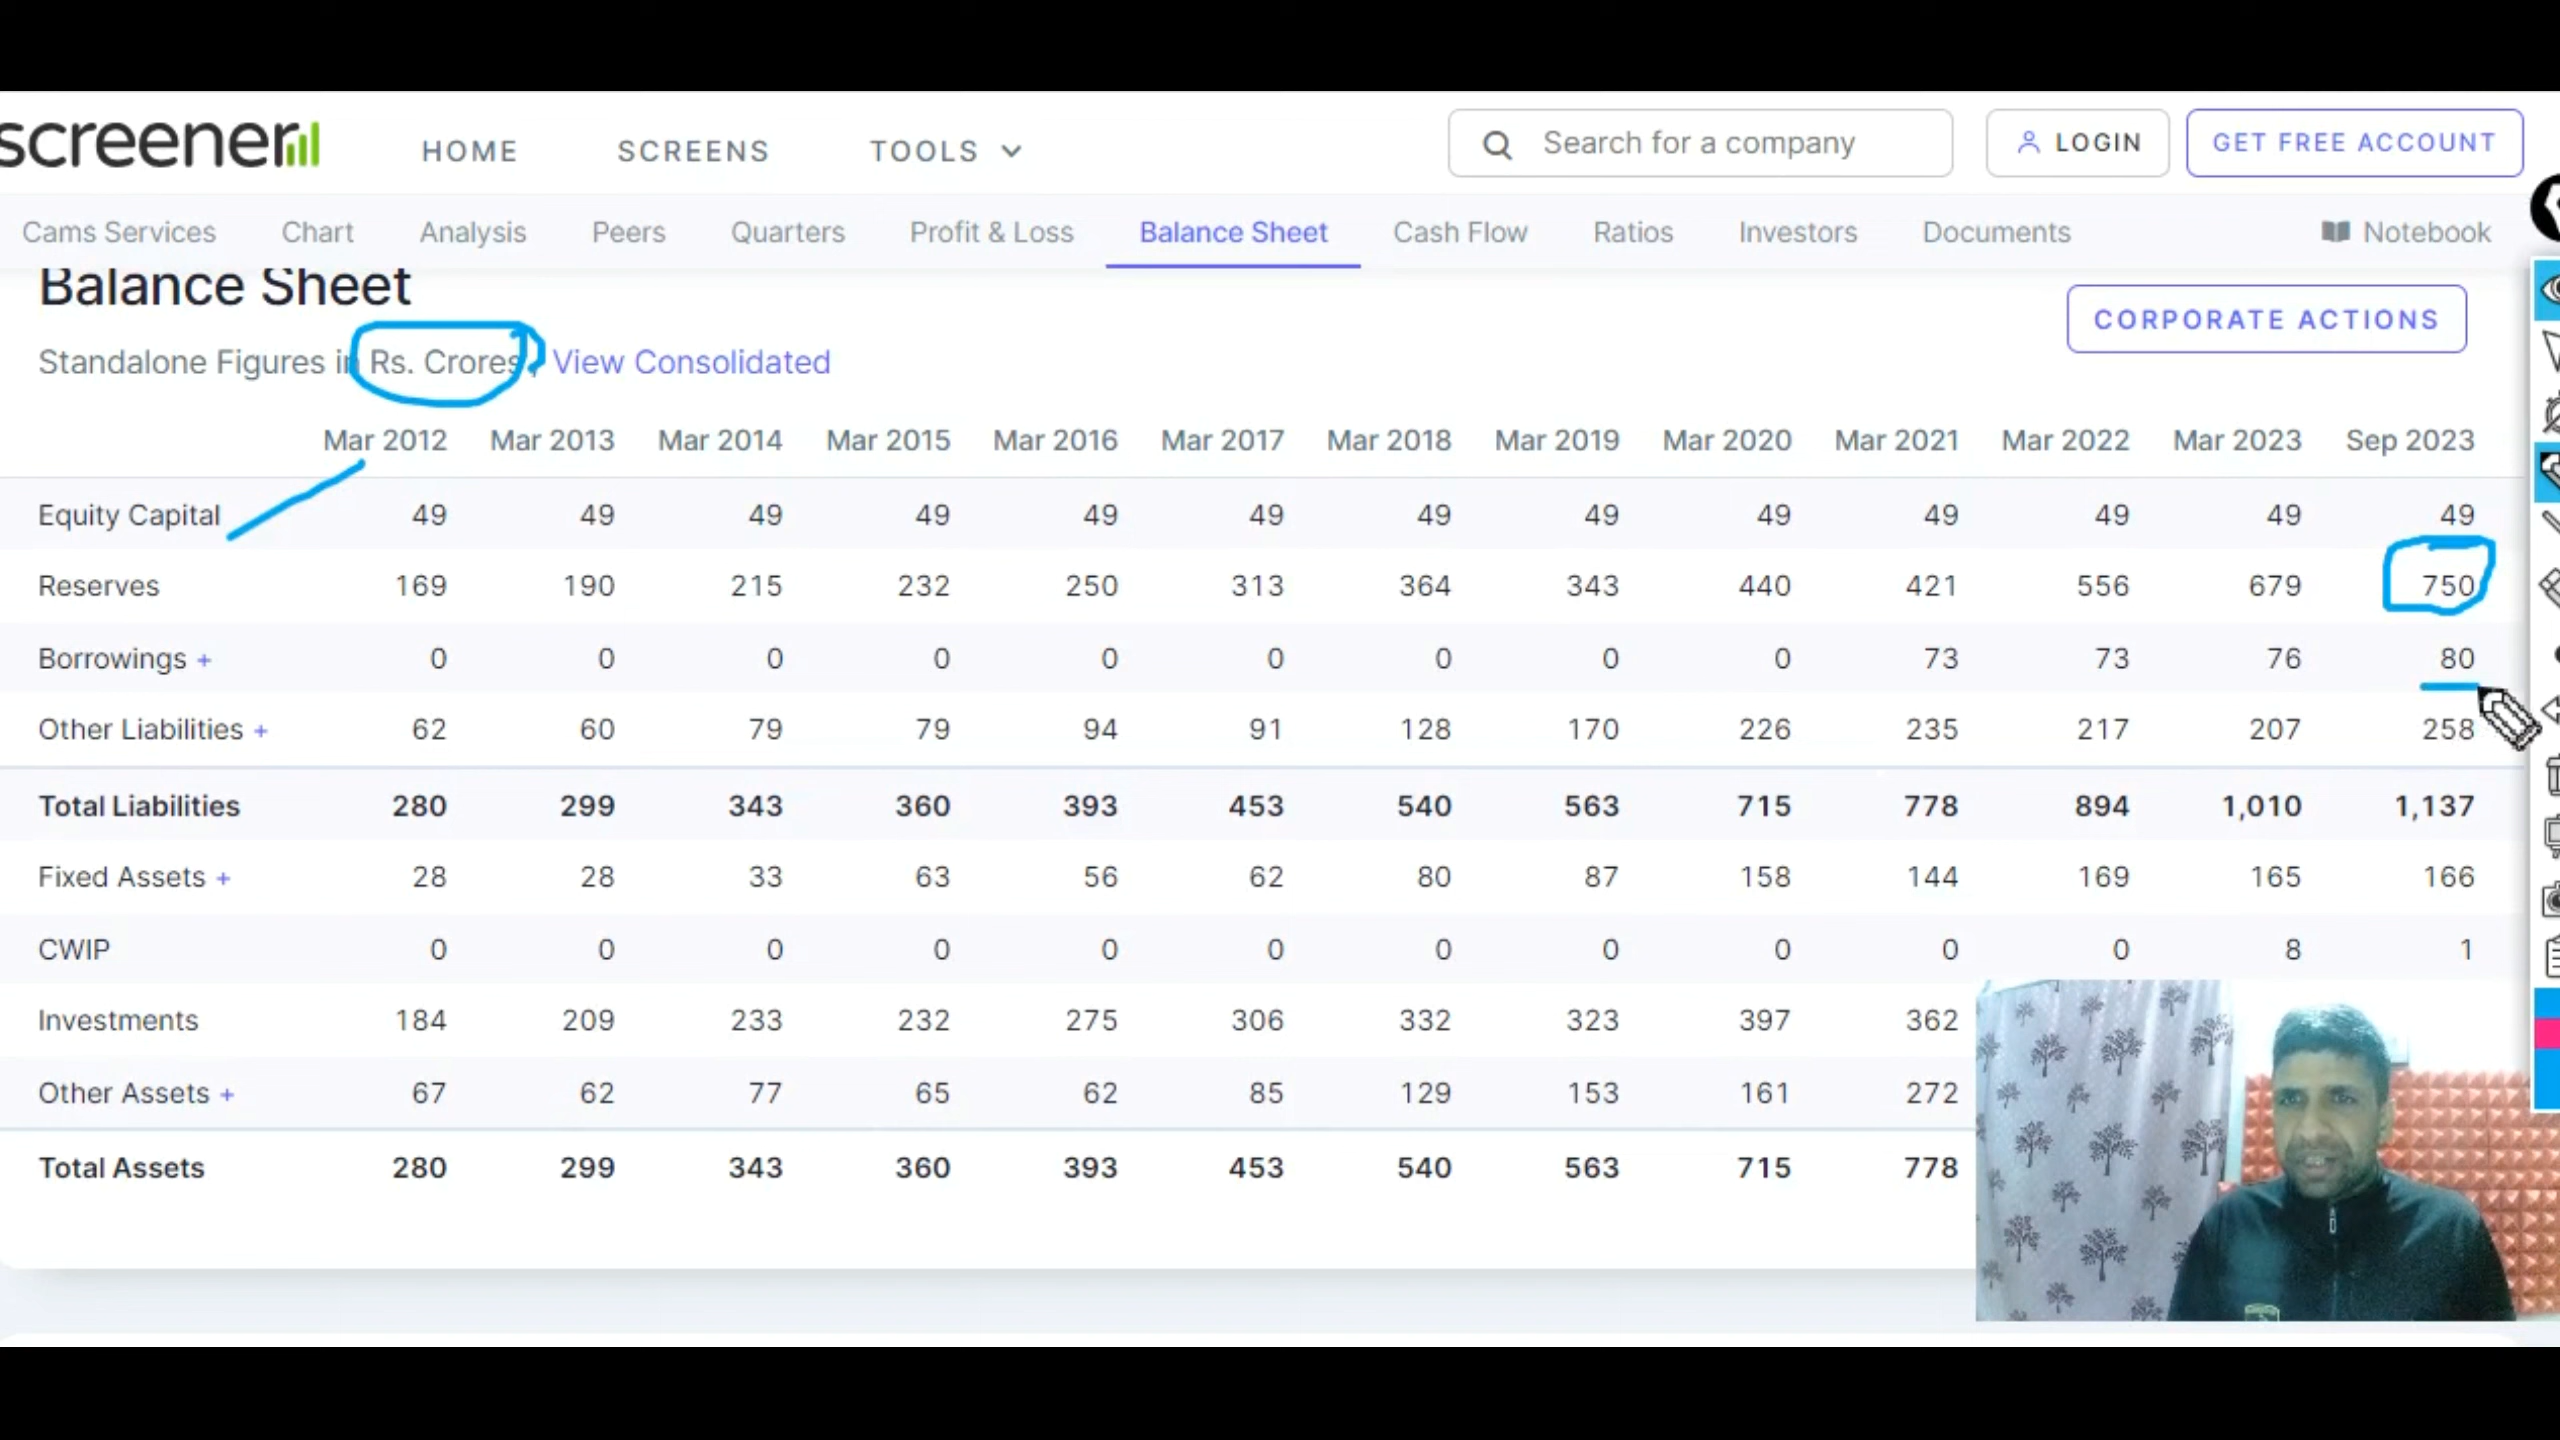 screener
HOME SCREENS TOOLS Search for a company LOGIN GET FREE ACCOUNT
Cams Services Chart Analysis Peers Quarters Profit & Loss Balance Sheet Cash Flow Ratios Investors Documents Notebook
Balance Sheet
CORPORATE ACTIONS
Standalone Figures in Rs. Crores / View Consolidated
Mar 2012 Mar 2013 Mar 2014 Mar 2015 Mar 2016 Mar 2017 Mar 2018 Mar 2019 Mar 2020 Mar 2021 Mar 2022 Mar 2023 Sep 2023
Equity Capital 49 49 49 49 49 49 49 49 49 49 49 49 49
Reserves 169 190 215 232 250 313 364 343 440 421 556 679 750
Borrowings + 0 0 0 0 0 0 0 0 0 73 73 76 80
Other Liabilities + 62 60 79 79 94 91 128 170 226 235 217 207 258
Total Liabilities 280 299 343 360 393 453 540 563 715 778 894 1,010 1,137
Fixed Assets + 28 28 33 63 56 62 80 87 158 144 169 165 166
CWIP 0 0 0 0 0 0 0 0 0 0 0 8 1
Investments 184 209 233 232 275 306 332 323 397 362
Other Assets + 67 62 77 65 62 85 129 153 161 272
Total Assets 280 299 343 360 393 453 540 563 715 778